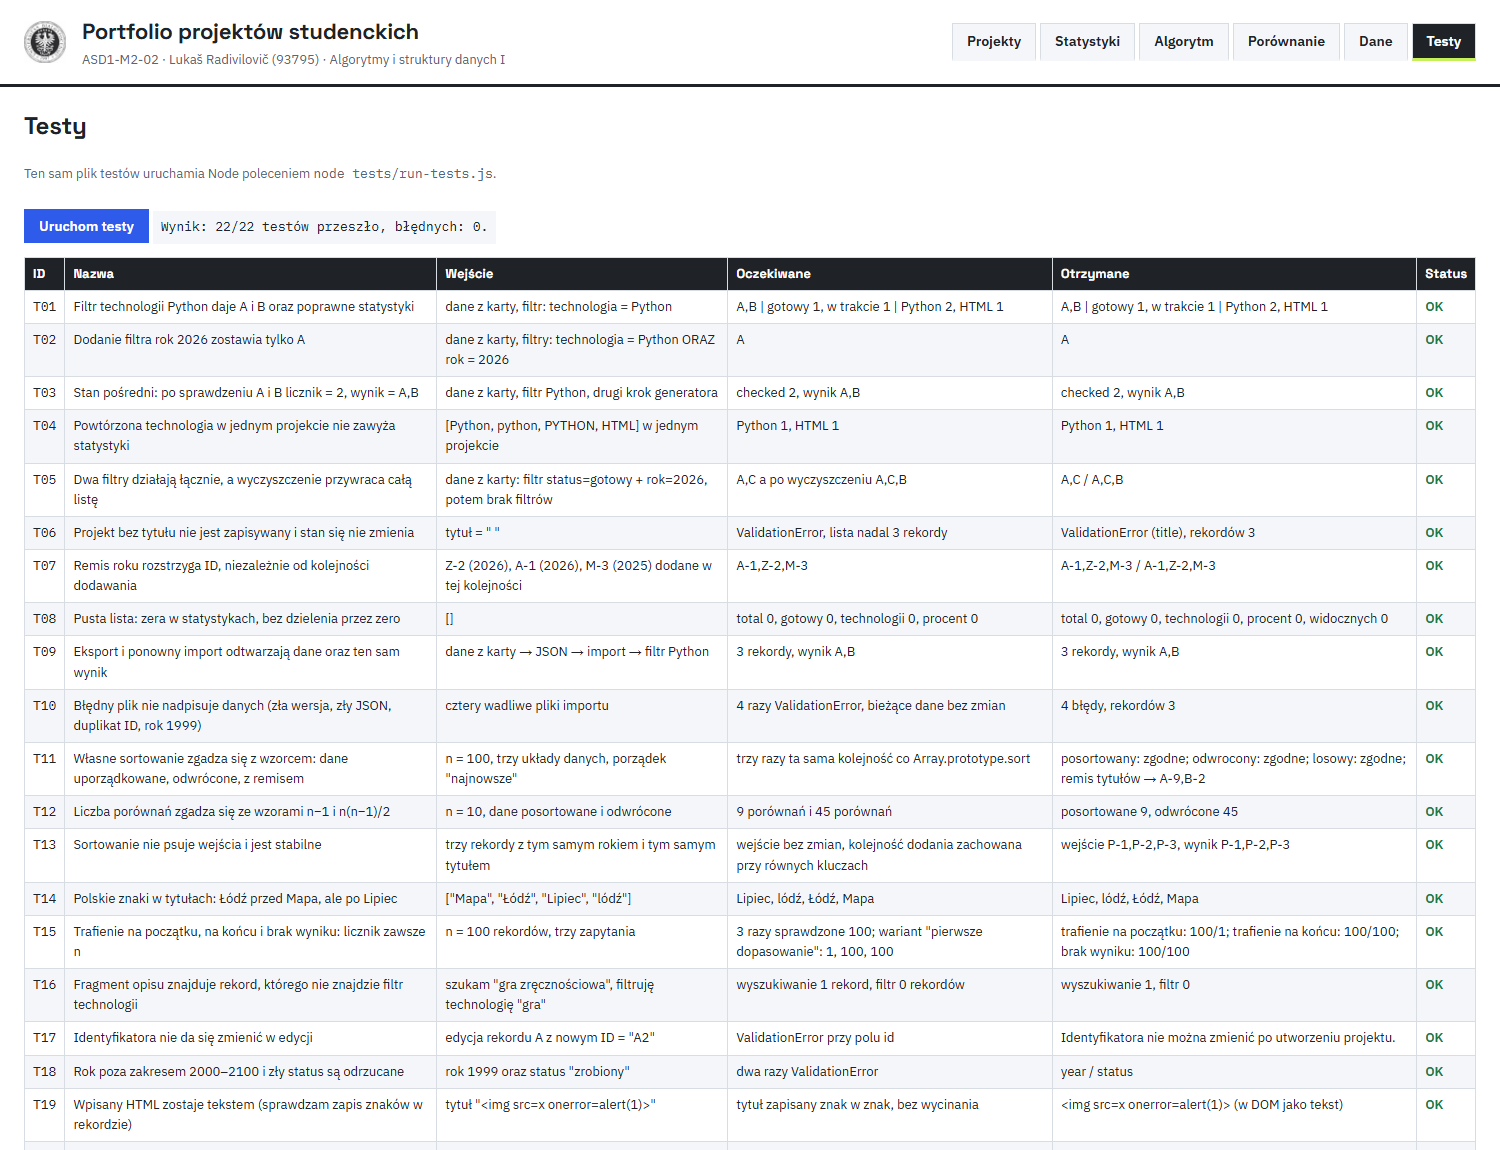 Portfolio projektów studenckich
ASD1-M2-02 · Lukaš Radivilovič (93795) · Algorytmy i struktury danych I
Projekty
Statystyki
Algorytm
Porównanie
Dane
Testy
Testy
Ten sam plik testów uruchamia Node poleceniem node tests/run-tests.js.
Uruchom testy
Wynik: 22/22 testów przeszło, błędnych: 0.
ID Nazwa Wejście Oczekiwane Otrzymane Status
T01 Filtr technologii Python daje A i B oraz poprawne statystyki dane z karty, filtr: technologia = Python A,B | gotowy 1, w trakcie 1 | Python 2, HTML 1 A,B | gotowy 1, w trakcie 1 | Python 2, HTML 1 OK
T02 Dodanie filtra rok 2026 zostawia tylko A dane z karty, filtry: technologia = Python ORAZ A A OK
rok = 2026
T03 Stan pośredni: po sprawdzeniu A i B licznik = 2, wynik = A,B dane z karty, filtr Python, drugi krok generatora checked 2, wynik A,B checked 2, wynik A,B OK
T04 Powtórzona technologia w jednym projekcie nie zawyża [Python, python, PYTHON, HTML] w jednym Python 1, HTML 1 Python 1, HTML 1 OK
statystyki projekcie
T05 Dwa filtry działają łącznie, a wyczyszczenie przywraca całą dane z karty: filtr status=gotowy + rok=2026, A,C a po wyczyszczeniu A,C,B A,C / A,C,B OK
listę potem brak filtrów
T06 Projekt bez tytułu nie jest zapisywany i stan się nie zmienia tytuł = " " ValidationError, lista nadal 3 rekordy ValidationError (title), rekordów 3 OK
T07 Remis roku rozstrzyga ID, niezależnie od kolejności Z-2 (2026), A-1 (2026), M-3 (2025) dodane w A-1,Z-2,M-3 A-1,Z-2,M-3 / A-1,Z-2,M-3 OK
dodawania tej kolejności
T08 Pusta lista: zera w statystykach, bez dzielenia przez zero [] total 0, gotowy 0, technologii 0, procent 0 total 0, gotowy 0, technologii 0, procent 0, widocznych 0 OK
T09 Eksport i ponowny import odtwarzają dane oraz ten sam dane z karty → JSON → import → filtr Python 3 rekordy, wynik A,B 3 rekordy, wynik A,B OK
wynik
T10 Błędny plik nie nadpisuje danych (zła wersja, zły JSON, cztery wadliwe pliki importu 4 razy ValidationError, bieżące dane bez zmian 4 błędy, rekordów 3 OK
duplikat ID, rok 1999)
T11 Własne sortowanie zgadza się z wzorcem: dane n = 100, trzy układy danych, porządek trzy razy ta sama kolejność co Array.prototype.sort posortowany: zgodne; odwrocony: zgodne; losowy: zgodne; OK
uporządkowane, odwrócone, z remisem "najnowsze" remis tytułów → A-9,B-2
T12 Liczba porównań zgadza się ze wzorami n−1 i n(n−1)/2 n = 10, dane posortowane i odwrócone 9 porównań i 45 porównań posortowane 9, odwrócone 45 OK
T13 Sortowanie nie psuje wejścia i jest stabilne trzy rekordy z tym samym rokiem i tym samym wejście bez zmian, kolejność dodania zachowana wejście P-1,P-2,P-3, wynik P-1,P-2,P-3 OK
tytułem przy równych kluczach
T14 Polskie znaki w tytułach: Łódź przed Mapa, ale po Lipiec ["Mapa", "Łódź", "Lipiec", "lódź"] Lipiec, lódź, Łódź, Mapa Lipiec, lódź, Łódź, Mapa OK
T15 Trafienie na początku, na końcu i brak wyniku: licznik zawsze n = 100 rekordów, trzy zapytania 3 razy sprawdzone 100; wariant "pierwsze trafienie na początku: 100/1; trafienie na końcu: 100/100; OK
n dopasowanie": 1, 100, 100 brak wyniku: 100/100
T16 Fragment opisu znajduje rekord, którego nie znajdzie filtr szukam "gra zręcznościowa", filtruję wyszukiwanie 1 rekord, filtr 0 rekordów wyszukiwanie 1, filtr 0 OK
technologii technologię "gra"
T17 Identyfikatora nie da się zmienić w edycji edycja rekordu A z nowym ID = "A2" ValidationError przy polu id Identyfikatora nie można zmienić po utworzeniu projektu. OK
T18 Rok poza zakresem 2000–2100 i zły status są odrzucane rok 1999 oraz status "zrobiony" dwa razy ValidationError year / status OK
T19 Wpisany HTML zostaje tekstem (sprawdzam zapis znaków w tytuł "<img src=x onerror=alert(1)>" tytuł zapisany znak w znak, bez wycinania <img src=x onerror=alert(1)> (w DOM jako tekst) OK
rekordzie)